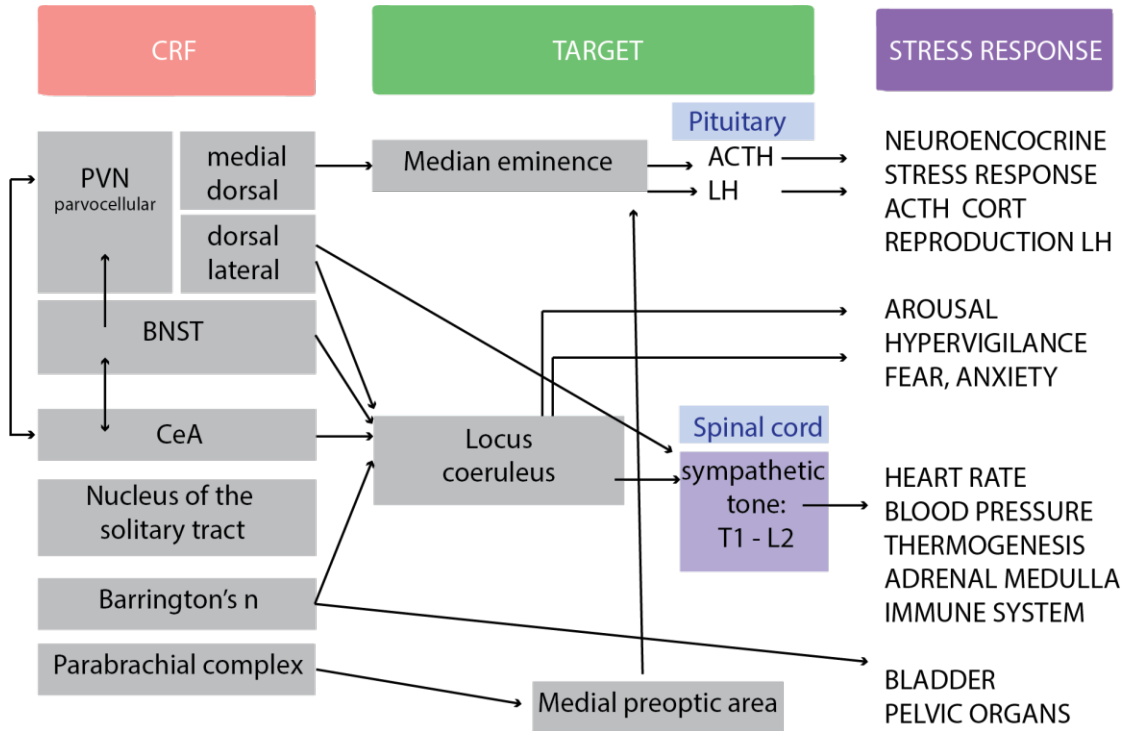 CRF
TARGET
STRESS RESPONSE
PVN
parvocellular
medial
dorsal
dorsal
lateral
BNST
CeA
Nucleus of the
solitary tract
Barrington's n
Parabrachial complex
Median eminence
Pituitary
ACTH
LH
Locus
coeruleus
Spinal cord
sympathetic
tone:
T1 - L2
Medial preoptic area
NEUROENCOCRINE
STRESS RESPONSE
ACTH CORT
REPRODUCTION LH
AROUSAL
HYPERVIGILANCE
FEAR, ANXIETY
HEART RATE
BLOOD PRESSURE
THERMOGENESIS
ADRENAL MEDULLA
IMMUNE SYSTEM
BLADDER
PELVIC ORGANS